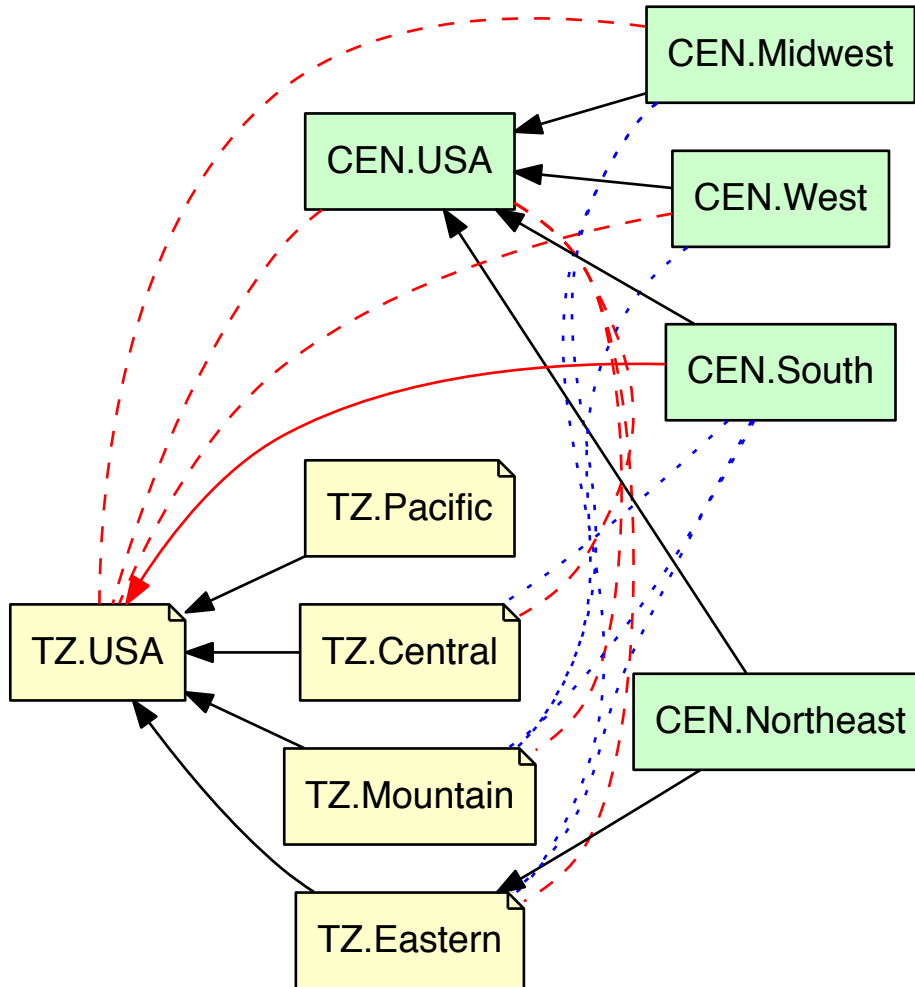 CEN.Midwest
CEN.USA
CEN.West
CEN.South
TZ.Pacific
TZ.USA
TZ.Central
CEN.Northeast
TZ.Mountain
TZ.Eastern